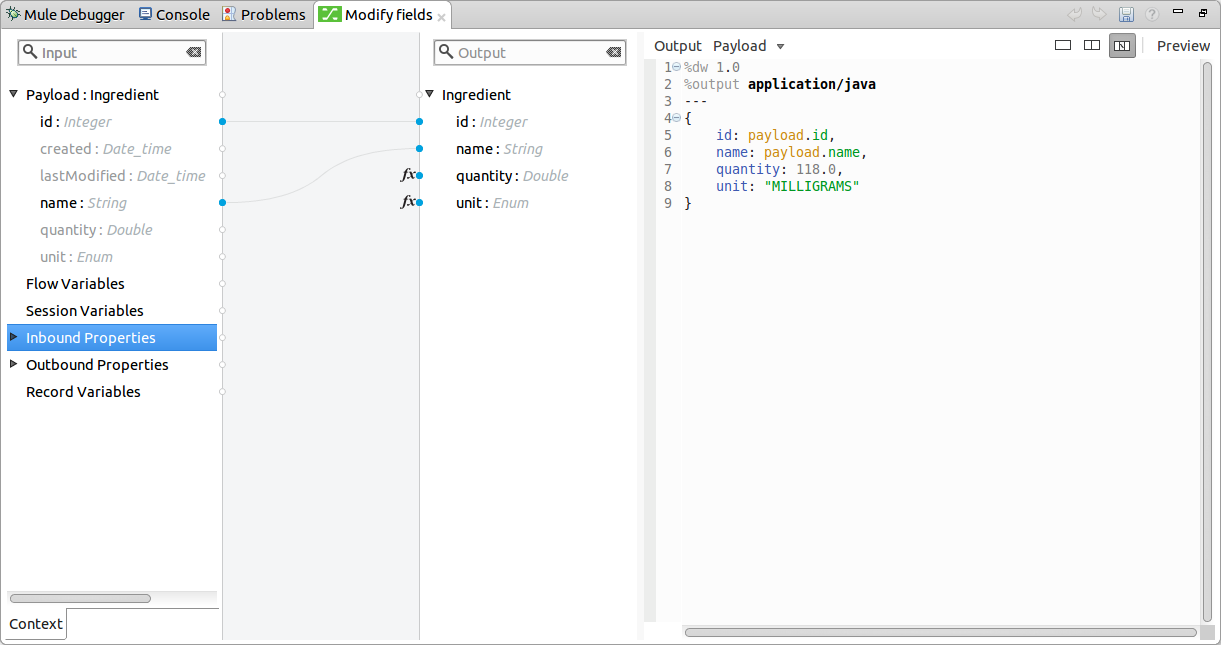 Mule Debugger Console Problems Modify fields
Input
Payload : Ingredient
id : Integer
created : Date_time
lastModified : Date_time
name : String
quantity : Double
unit : Enum
Flow Variables
Session Variables
Inbound Properties
Outbound Properties
Record Variables
Context
fx
fx
Output
Ingredient
id : Integer
name : String
quantity : Double
unit : Enum
Output Payload Preview
1 %dw 1.0
2 %output application/java
3 ---
4 {
5 id: payload.id,
6 name: payload.name,
7 quantity: 118.0,
8 unit: "MILLIGRAMS"
9 }